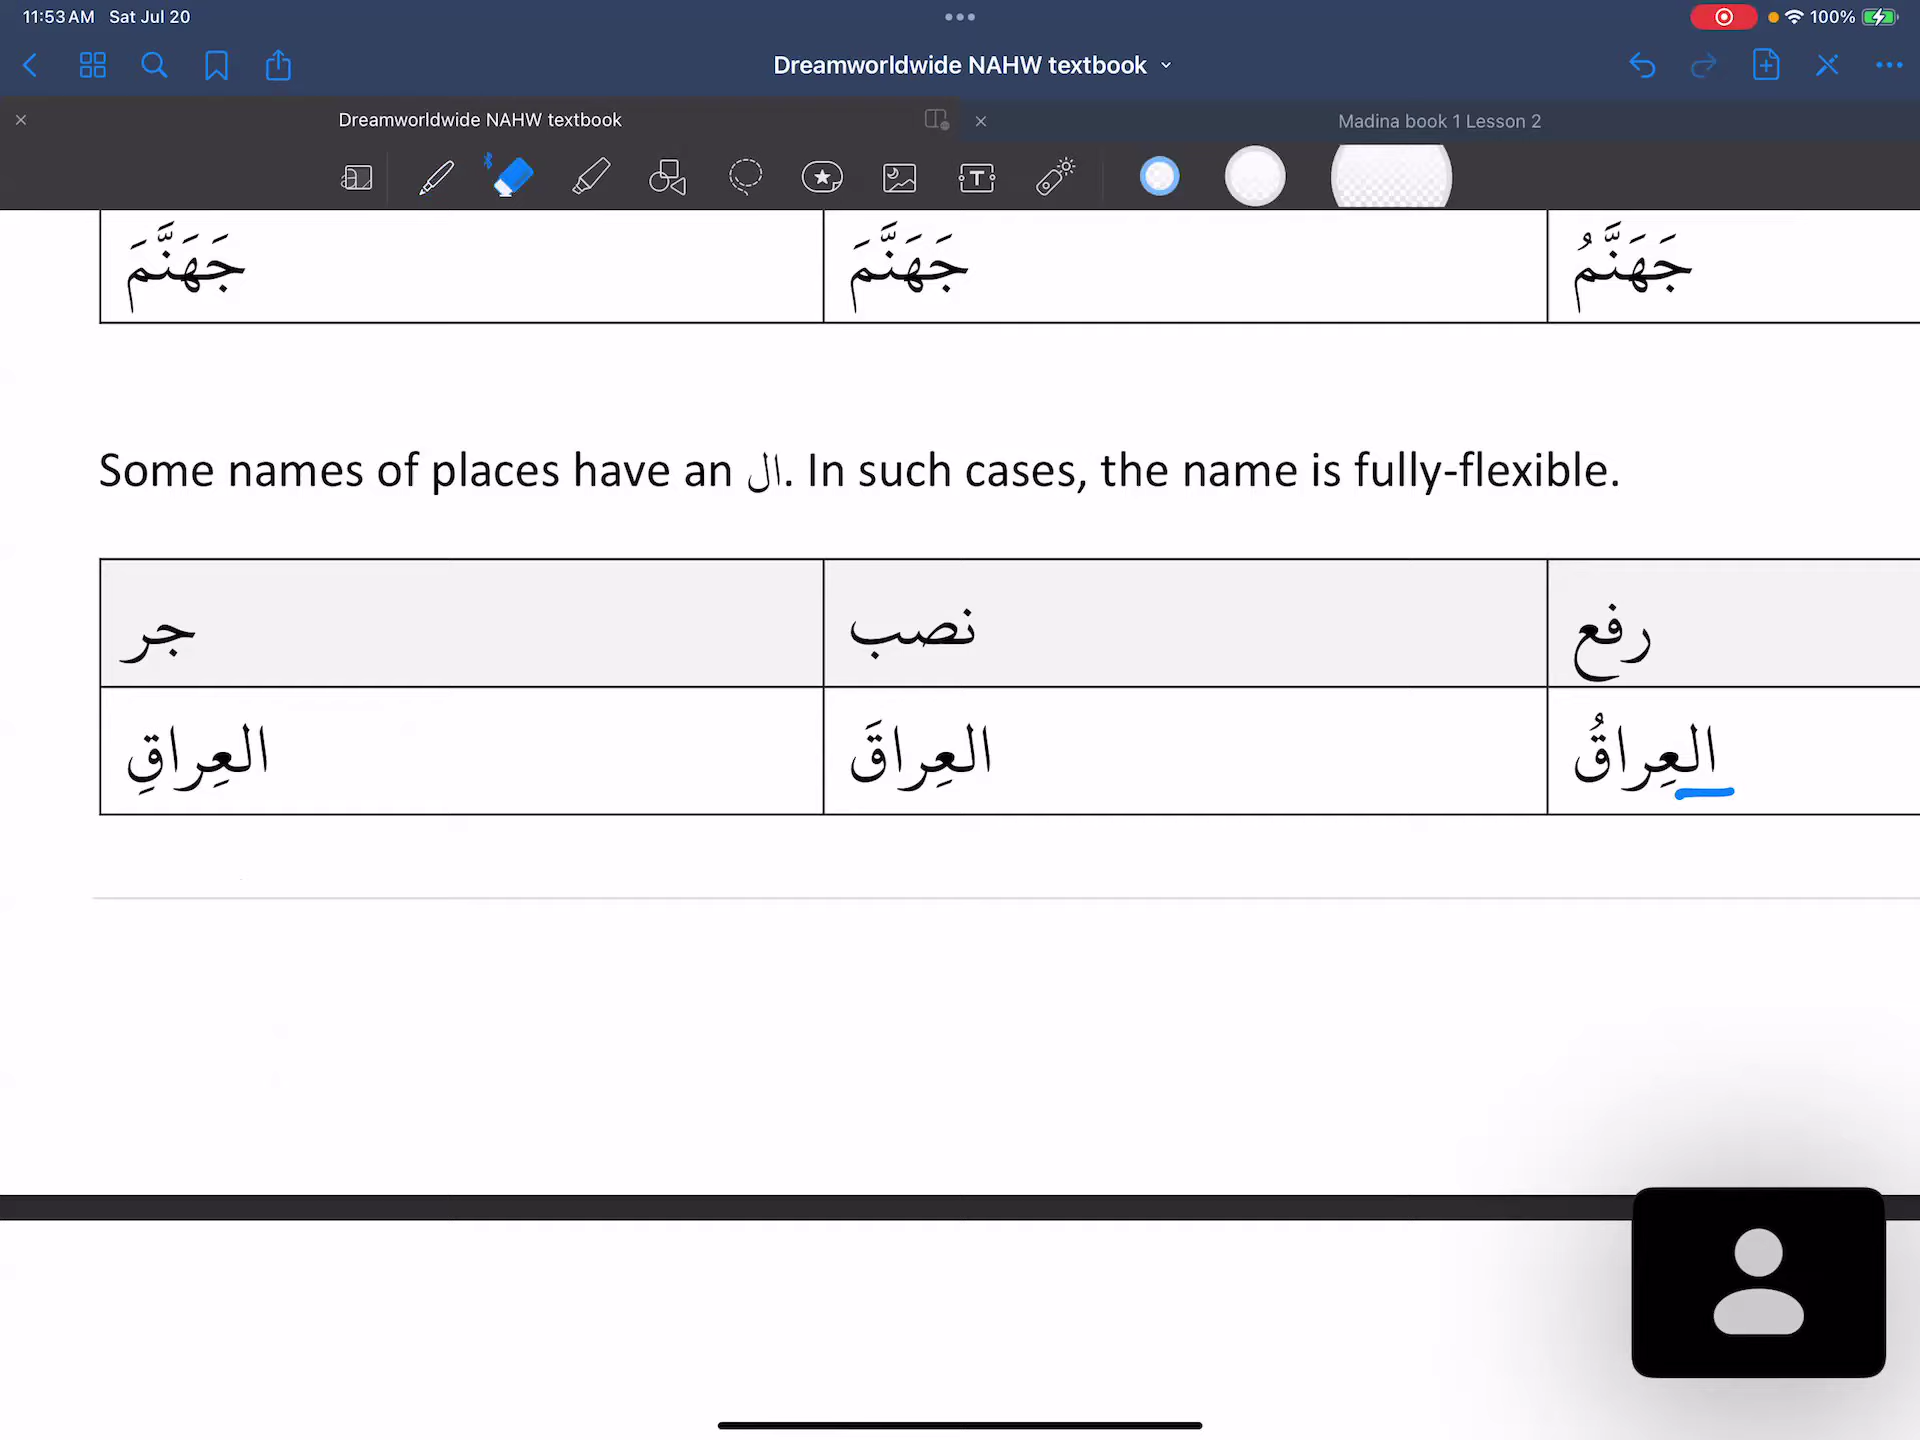 11:53 AM Sat Jul 20
100%
Dreamworldwide NAHW textbook
Dreamworldwide NAHW textbook
Madina book 1 Lesson 2
جَهَنَّمُ جَهَنَّمَ جَهَنَّمَ
Some names of places have an ال. In such cases, the name is fully-flexible.
رفع نصب جر
العِراقُ العِراقَ العِراقِ